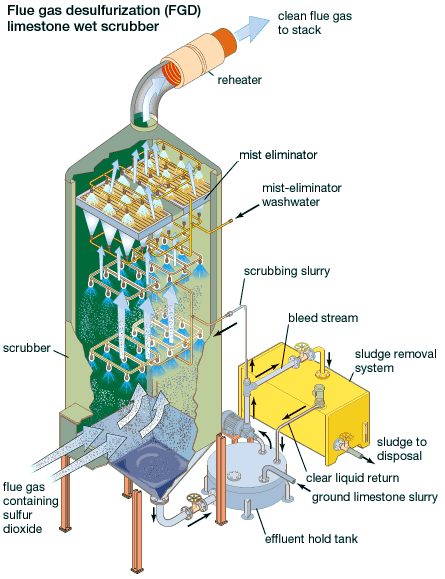 Flue gas desulfurization (FGD)
limestone wet scrubber
clean flue gas
to stack
reheater
mist eliminator
mist-eliminator
washwater
scrubbing slurry
bleed stream
scrubber
sludge removal
system
sludge to
disposal
clear liquid return
flue gas
containing
sulfur
dioxide
ground limestone slurry
effluent hold tank